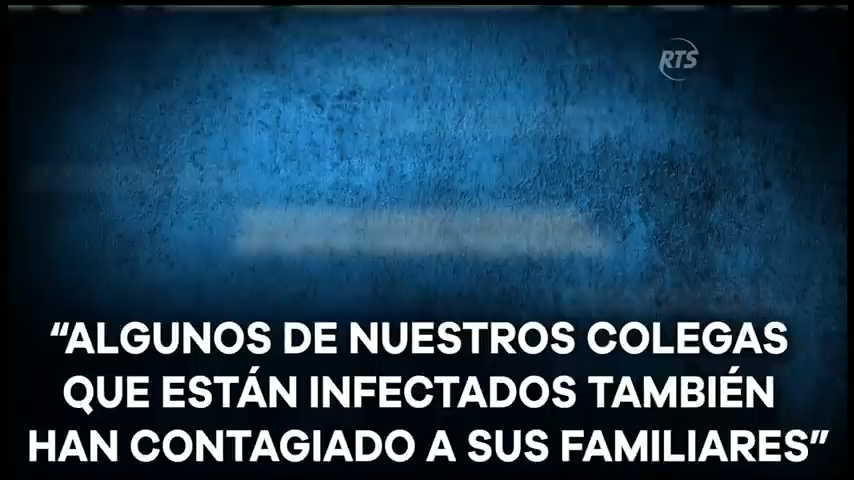 RTS
“ALGUNOS DE NUESTROS COLEGAS
QUE ESTÁN INFECTADOS TAMBIÉN
HAN CONTAGIADO A SUS FAMILIARES”